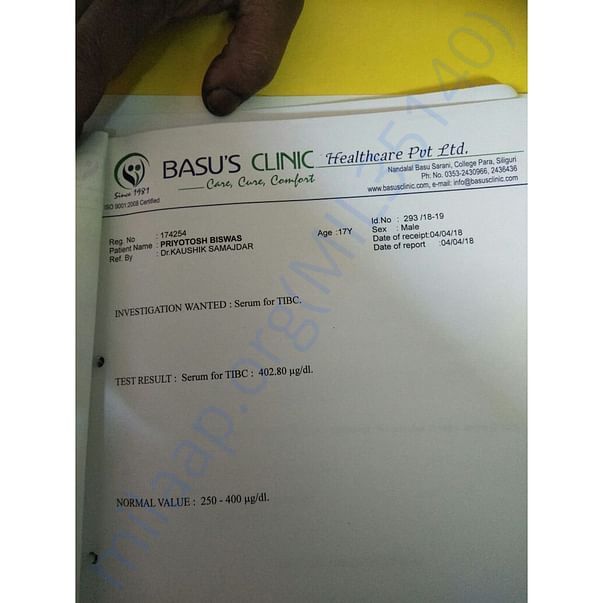 BASU'S CLINIC Healthcare Pvt Ltd.
Care, Cure, Comfort
Since 1981
ISO 9001:2008 Certified
Nandalal Basu Sarani, College Para, Siliguri
Ph: No. 0353-2430966, 2436436
www.basusclinic.com, e-mail: info@basusclinic.com
Reg. No : 174254
Patient Name : PRIYOTOSH BISWAS
Ref. By : Dr.KAUSHIK SAMAJDAR
Age :17Y
Id.No : 293 /18-19
Sex : Male
Date of receipt:04/04/18
Date of report :04/04/18
INVESTIGATION WANTED : Serum for TIBC.
TEST RESULT : Serum for TIBC : 402.80 µg/dl.
NORMAL VALUE : 250 - 400 µg/dl.